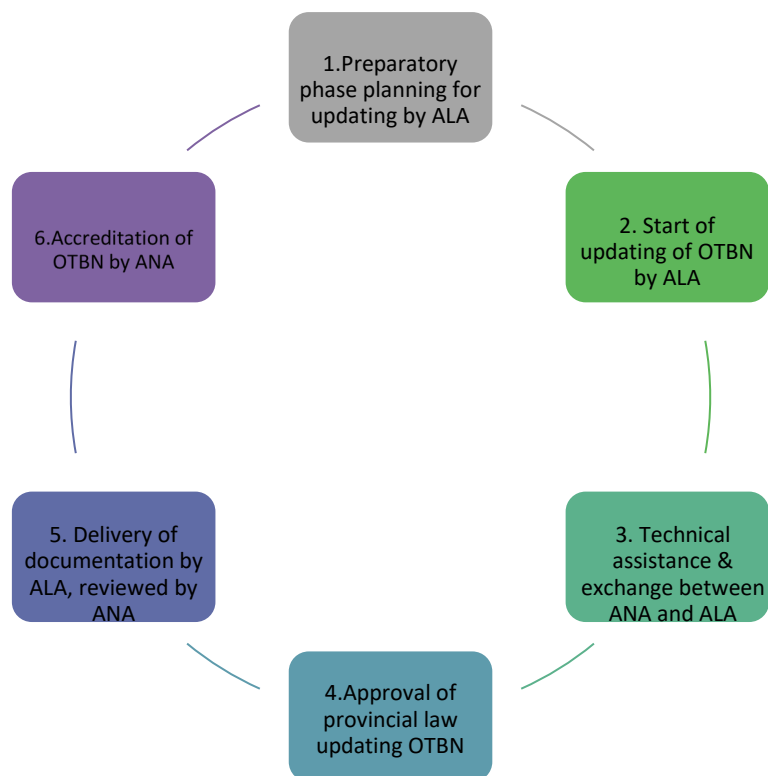 1.Preparatory
phase planning for
updating by ALA
2. Start of
updating of OTBN
by ALA
3. Technical
assistance &
exchange between
ANA and ALA
4.Approval of
provincial law
updating OTBN
5. Delivery of
documentation by
ALA, reviewed by
ANA
6.Accreditation of
OTBN by ANA